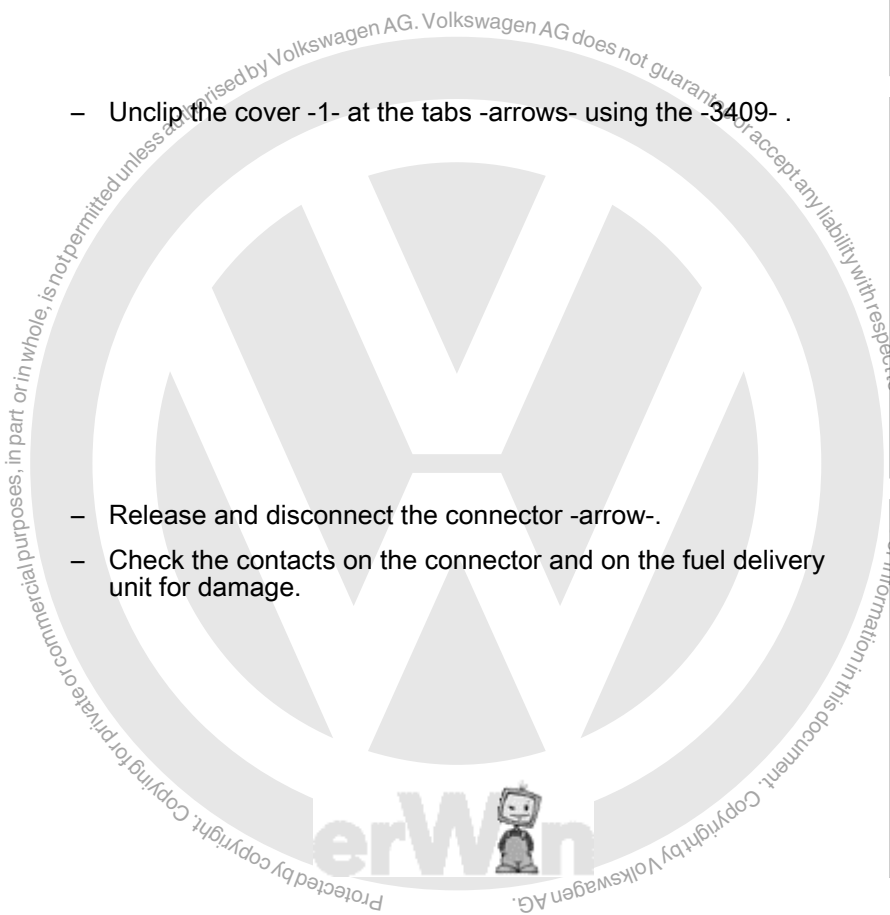 – Unclip the cover -1- at the tabs -arrows- using the -3409- .
– Release and disconnect the connector -arrow-.
– Check the contacts on the connector and on the fuel delivery
unit for damage.
Protected by copyright. Copying for private or commercial purposes, in part or in whole, is not permitted unless authorised by Volkswagen AG. Volkswagen AG does not guarantee or accept any liability with respect to
information in this document. Copyright by Volkswagen AG.
erWin